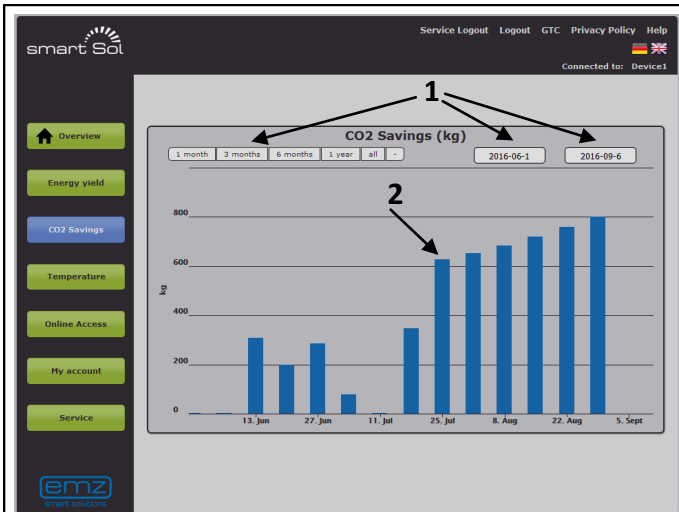 smart Sol
Service Logout Logout GTC Privacy Policy Help
Connected to: Device1
1
Overview
Energy yield
CO2 Savings
Temperature
Online Access
My account
Service
emz
smart solutions
CO2 Savings (kg)
1 month 3 months 6 months 1 year all -
2016-06-1 2016-09-6
2
800
600
kg
400
200
0
13. Jun 27. Jun 11. Jul 25. Jul 8. Aug 22. Aug 5. Sept